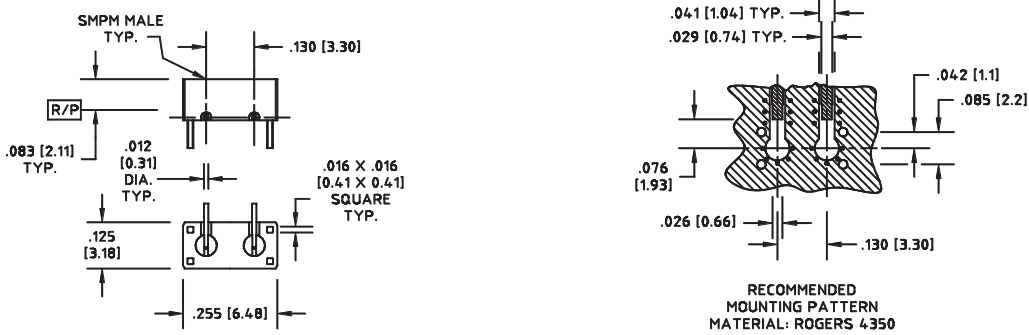 SMPM MALE
TYP.
.130 [3.30]
R/P
.083 [2.11]
TYP.
.012
[0.31]
DIA.
TYP.
.016 X .016
[0.41 X 0.41]
SQUARE
TYP.
.125
[3.18]
.255 [6.48]
.041 [1.04] TYP.
.029 [0.74] TYP.
.042 [1.1]
.085 [2.2]
.076
[1.93]
.026 [0.66]
.130 [3.30]
RECOMMENDED
MOUNTING PATTERN
MATERIAL: ROGERS 4350